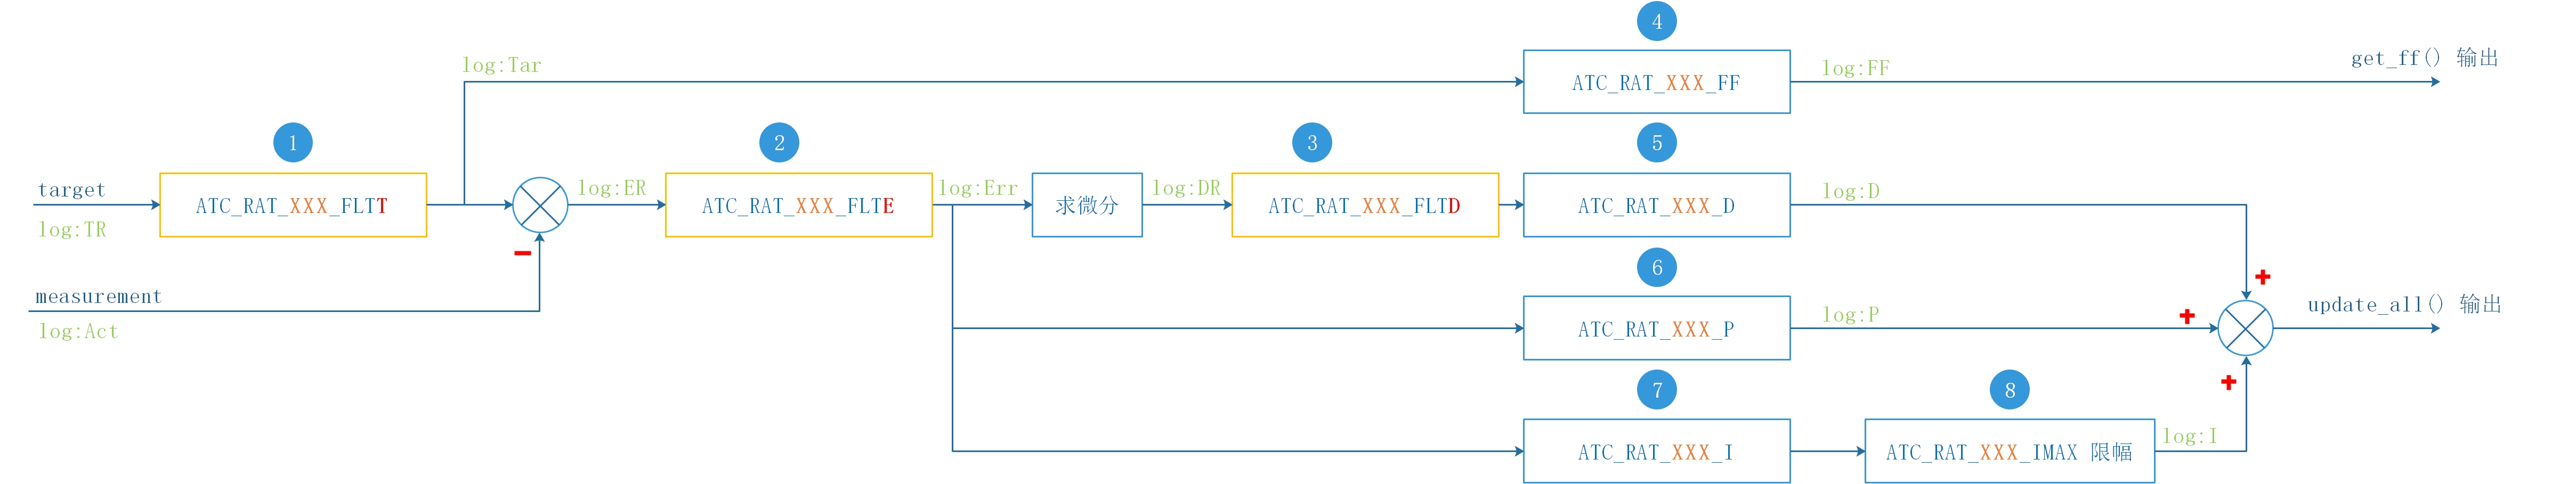 4
log:Tar
ATC_RAT_XXX_FF
log:FF
get_ff() 输出
1
2
3
5
target
log:TR
ATC_RAT_XXX_FLTT
log:ER
ATC_RAT_XXX_FLTE
log:Err
求微分
log:DR
ATC_RAT_XXX_FLTD
ATC_RAT_XXX_D
log:D
−
+
measurement
log:Act
6
ATC_RAT_XXX_P
log:P
+
update_all() 输出
7
8
+
ATC_RAT_XXX_I
ATC_RAT_XXX_IMAX 限幅
log:I